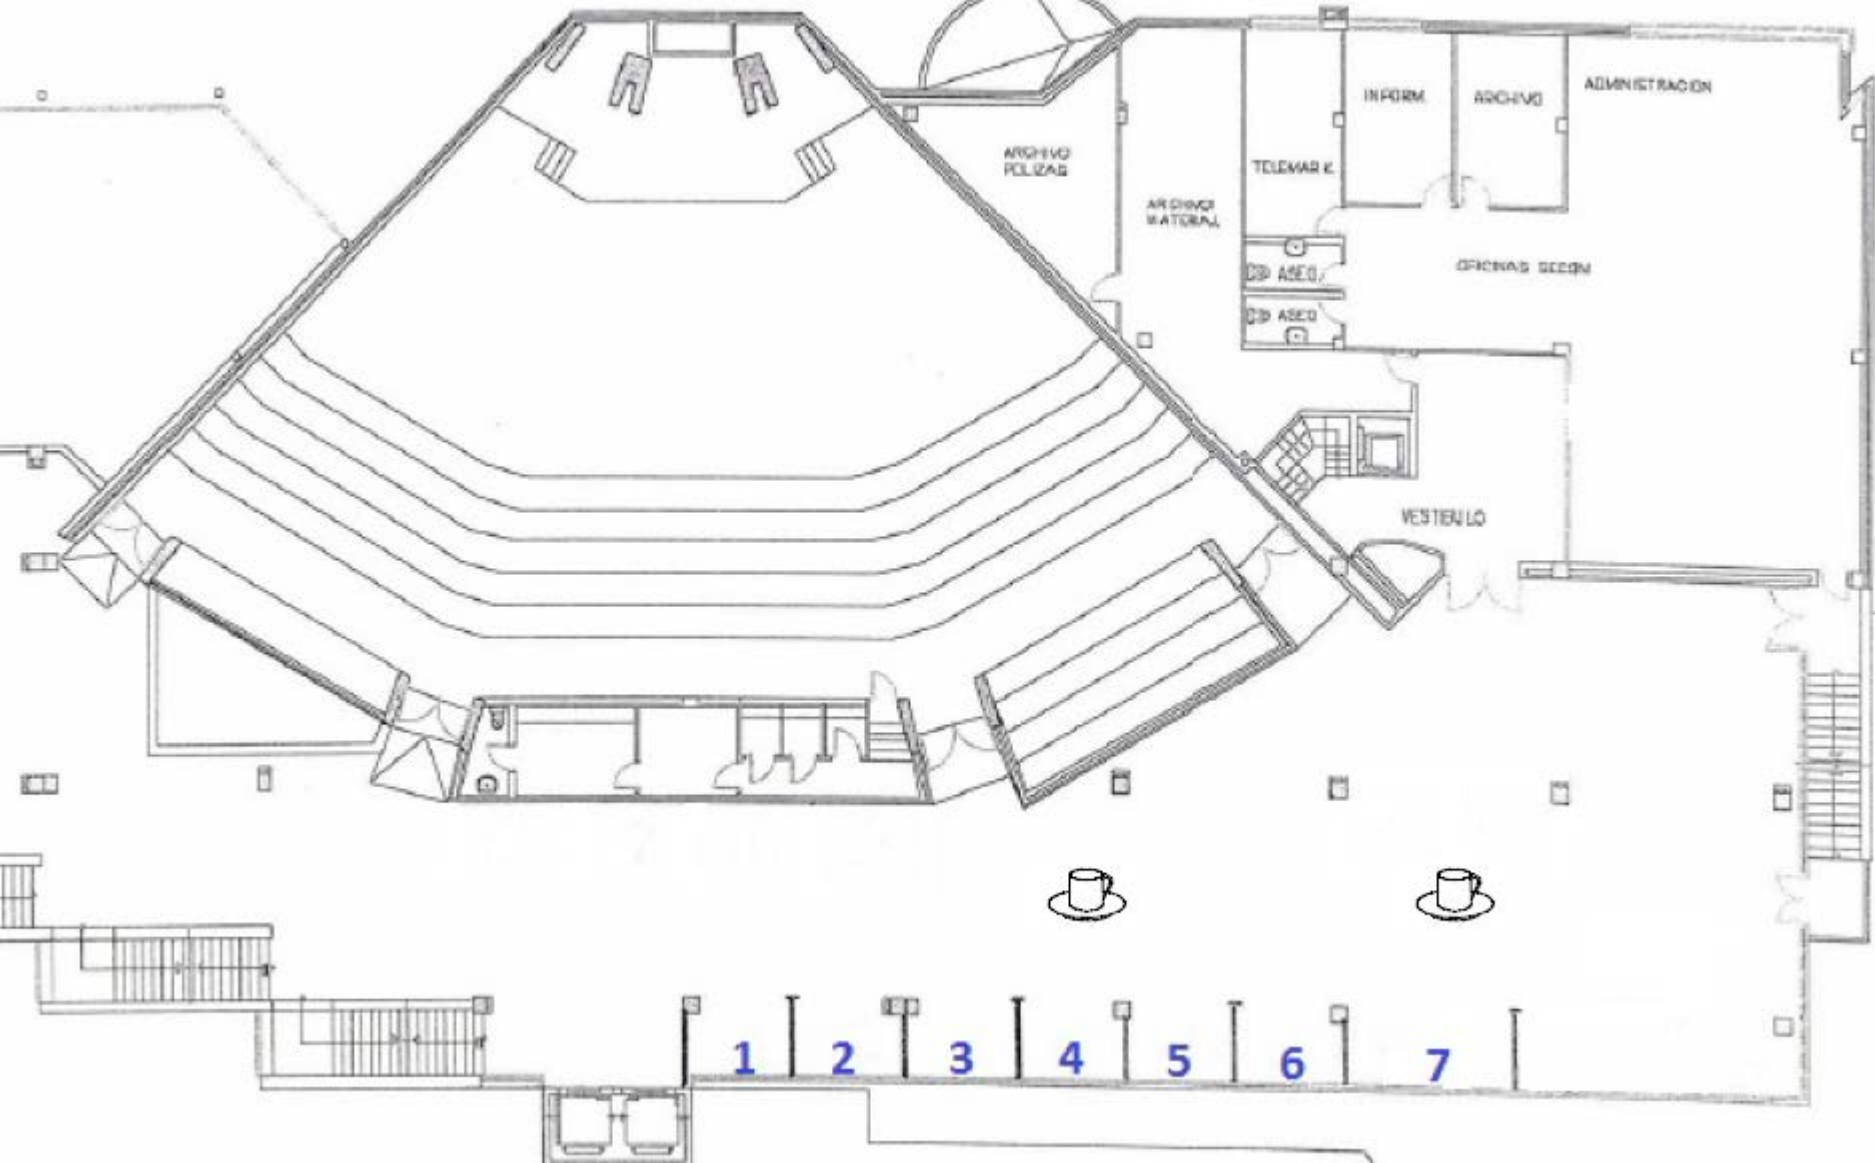 INFORM.
ARCHIVO
ADMINISTRACION
ARCHIVO
POLIZAS
TELEMARK.
ARCHIVO
MATERIAL
ASEO
OFICINAS SECOM
ASEO
VESTIBULO
1 2 3 4 5 6 7